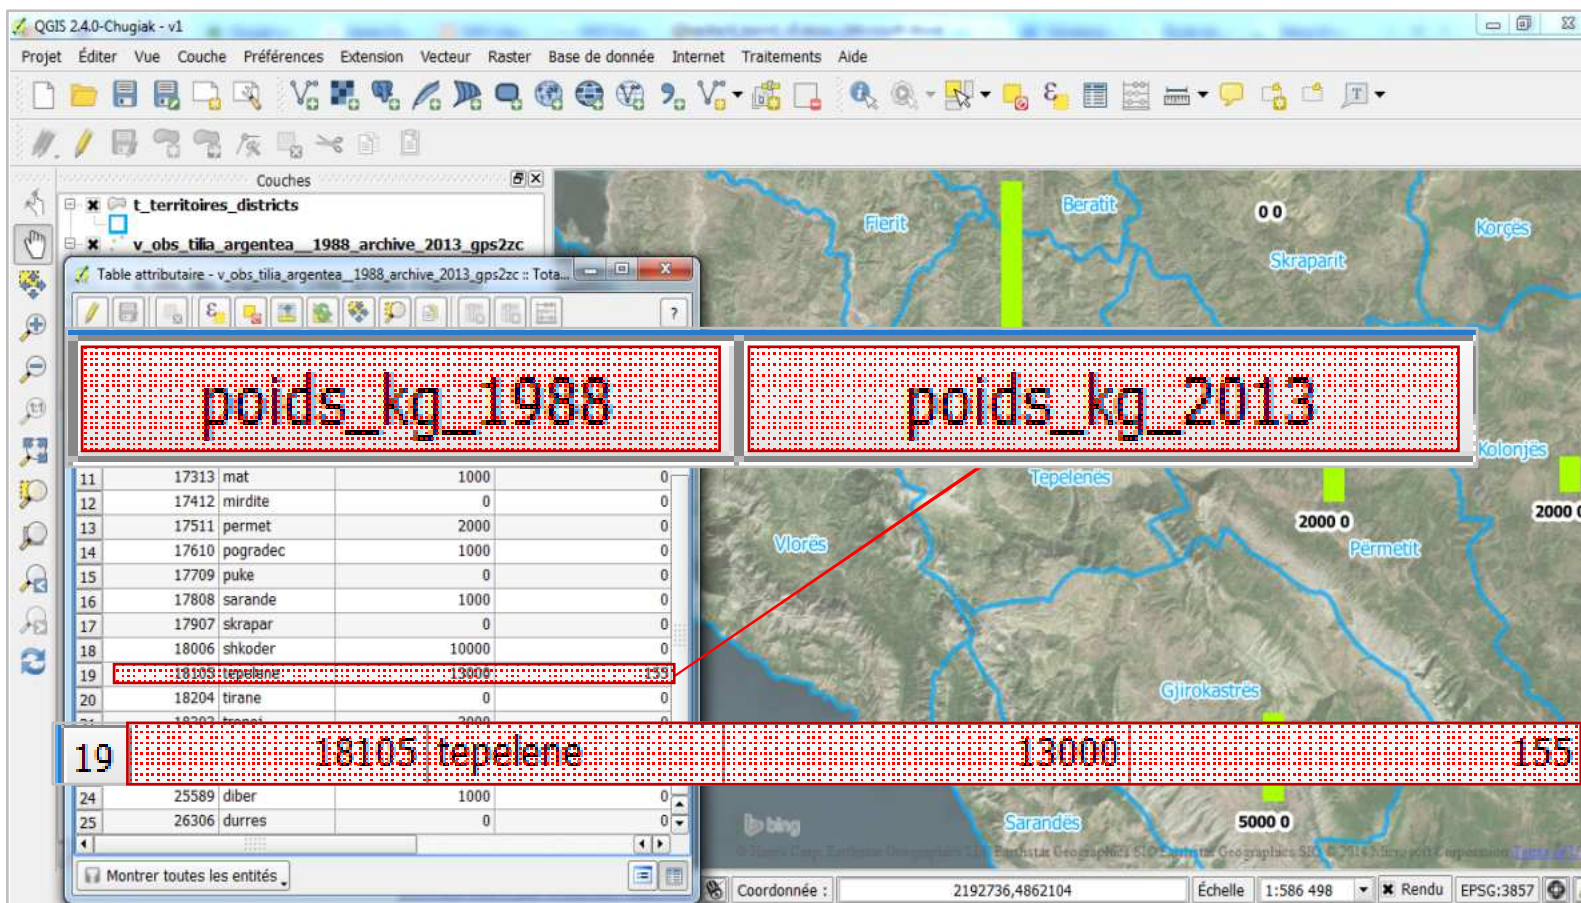 QGIS 2.4.0-Chugiak - v1
Projet Éditer Vue Couche Préférences Extension Vecteur Raster Base de donnée Internet Traitements Aide
Couches
t_territoires_districts
v_obs_tilia_argentea__1988_archive_2013_gps2zc
Table attributaire - v_obs_tilia_argentea__1988_archive_2013_gps2zc :: Tota...
?
poids_kg_1988 poids_kg_2013
11 17313 mat 1000 0
12 17412 mirdite 0 0
13 17511 permet 2000 0
14 17610 pogradec 1000 0
15 17709 puke 0 0
16 17808 sarande 1000 0
17 17907 skrapar 0 0
18 18006 shkoder 10000 0
19 18105 tepelene 13000 155
20 18204 tirane 0 0
19 18105 tepelene 13000 155
24 25589 diber 1000 0
25 26306 durres 0 0
Montrer toutes les entités
Fierit
Beratit
0 0
Korçës
Skraparit
Kolonjës
Tepelenës
2000 0
2000 0
Vlorës
Përmetit
Gjirokastrës
Sarandës
5000 0
bing
Coordonnée : 2192736,4862104 Échelle 1:586 498 Rendu EPSG:3857